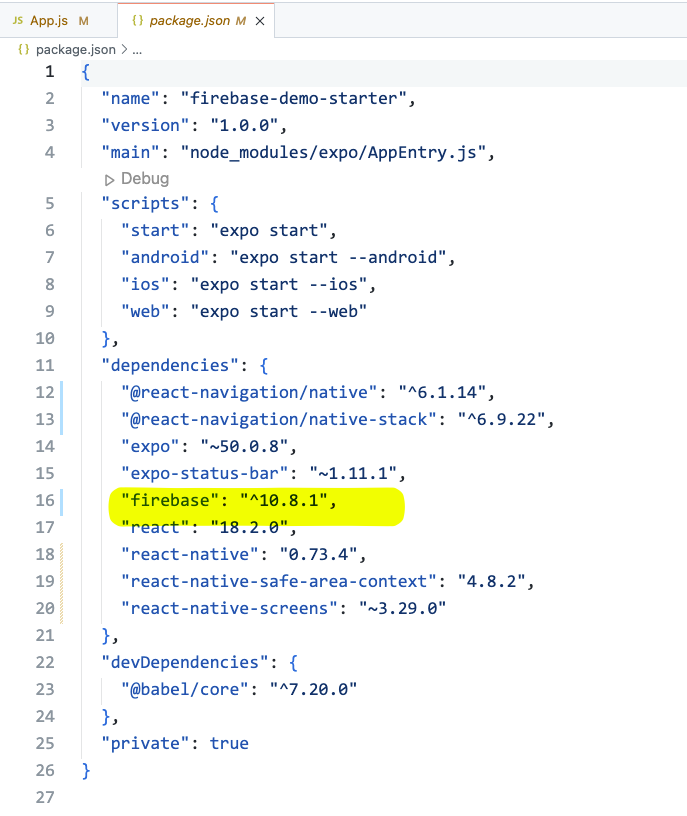 JS App.js M
{} package.json M ×
{} package.json > ...
1 {
2 "name": "firebase-demo-starter",
3 "version": "1.0.0",
4 "main": "node_modules/expo/AppEntry.js",
Debug
5 "scripts": {
6 "start": "expo start",
7 "android": "expo start --android",
8 "ios": "expo start --ios",
9 "web": "expo start --web"
10 },
11 "dependencies": {
12 "@react-navigation/native": "^6.1.14",
13 "@react-navigation/native-stack": "^6.9.22",
14 "expo": "~50.0.8",
15 "expo-status-bar": "~1.11.1",
16 "firebase": "^10.8.1",
17 "react": "18.2.0",
18 "react-native": "0.73.4",
19 "react-native-safe-area-context": "4.8.2",
20 "react-native-screens": "~3.29.0"
21 },
22 "devDependencies": {
23 "@babel/core": "^7.20.0"
24 },
25 "private": true
26 }
27